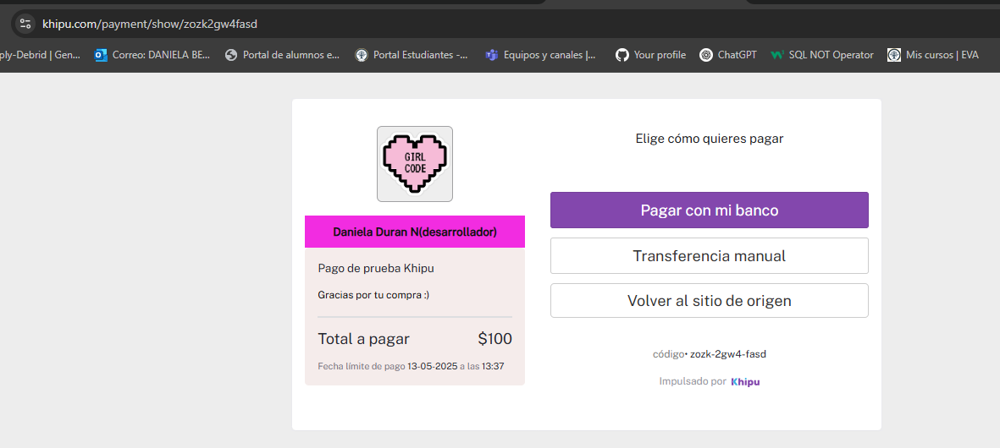 khipu.com/payment/show/zozk2gw4fasd
ply-Debrid | Gen...
Correo: DANIELA BE...
Portal de alumnos e...
Portal Estudiantes -...
Equipos y canales |...
Your profile
ChatGPT
SQL NOT Operator
Mis cursos | EVA
GIRL
CODE
Daniela Duran N(desarrollador)
Pago de prueba Khipu
Gracias por tu compra :)
Total a pagar $100
Fecha límite de pago 13-05-2025 a las 13:37
Elige cómo quieres pagar
Pagar con mi banco
Transferencia manual
Volver al sitio de origen
código• zozk-2gw4-fasd
Impulsado por Khipu